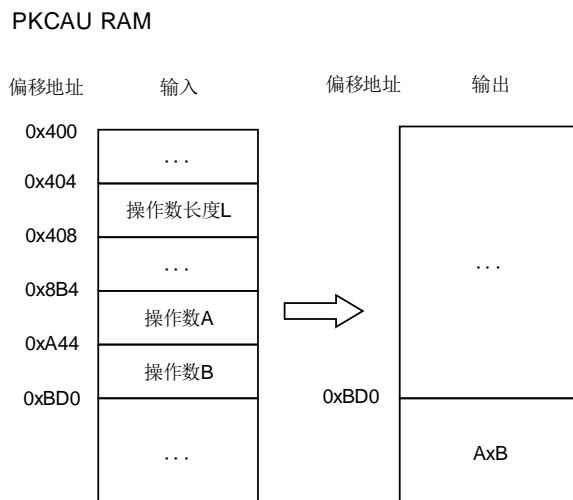 PKCAU RAM
偏移地址 输入 偏移地址 输出
0x400
...
0x404
操作数长度L
0x408
...
0x8B4
操作数A
0xA44
操作数B
0xBD0
...
...
0xBD0
AxB